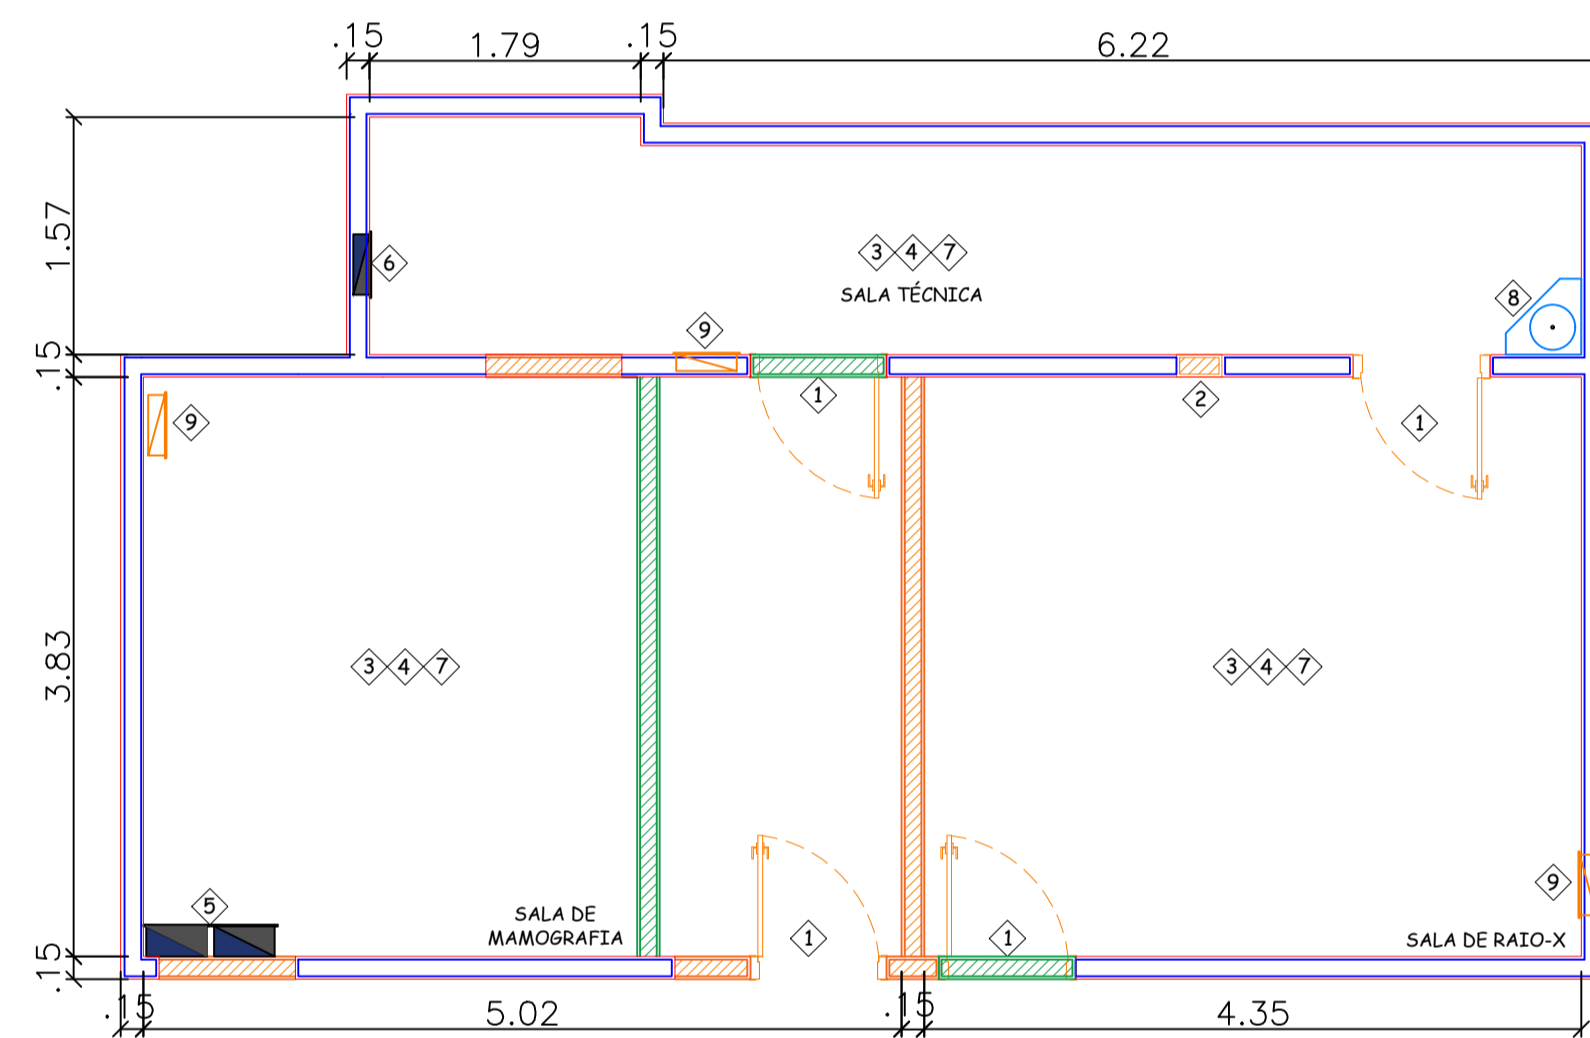 .15 1.79 .15 6.22
1.57
6
3 4 7
SALA TÉCNICA
8
9
.15
1
2
1
9
3.83
3 4 7
3 4 7
5
SALA DE
MAMOGRAFIA
1
1
9
SALA DE RAIO-X
.15
.15 5.02 .15 4.35